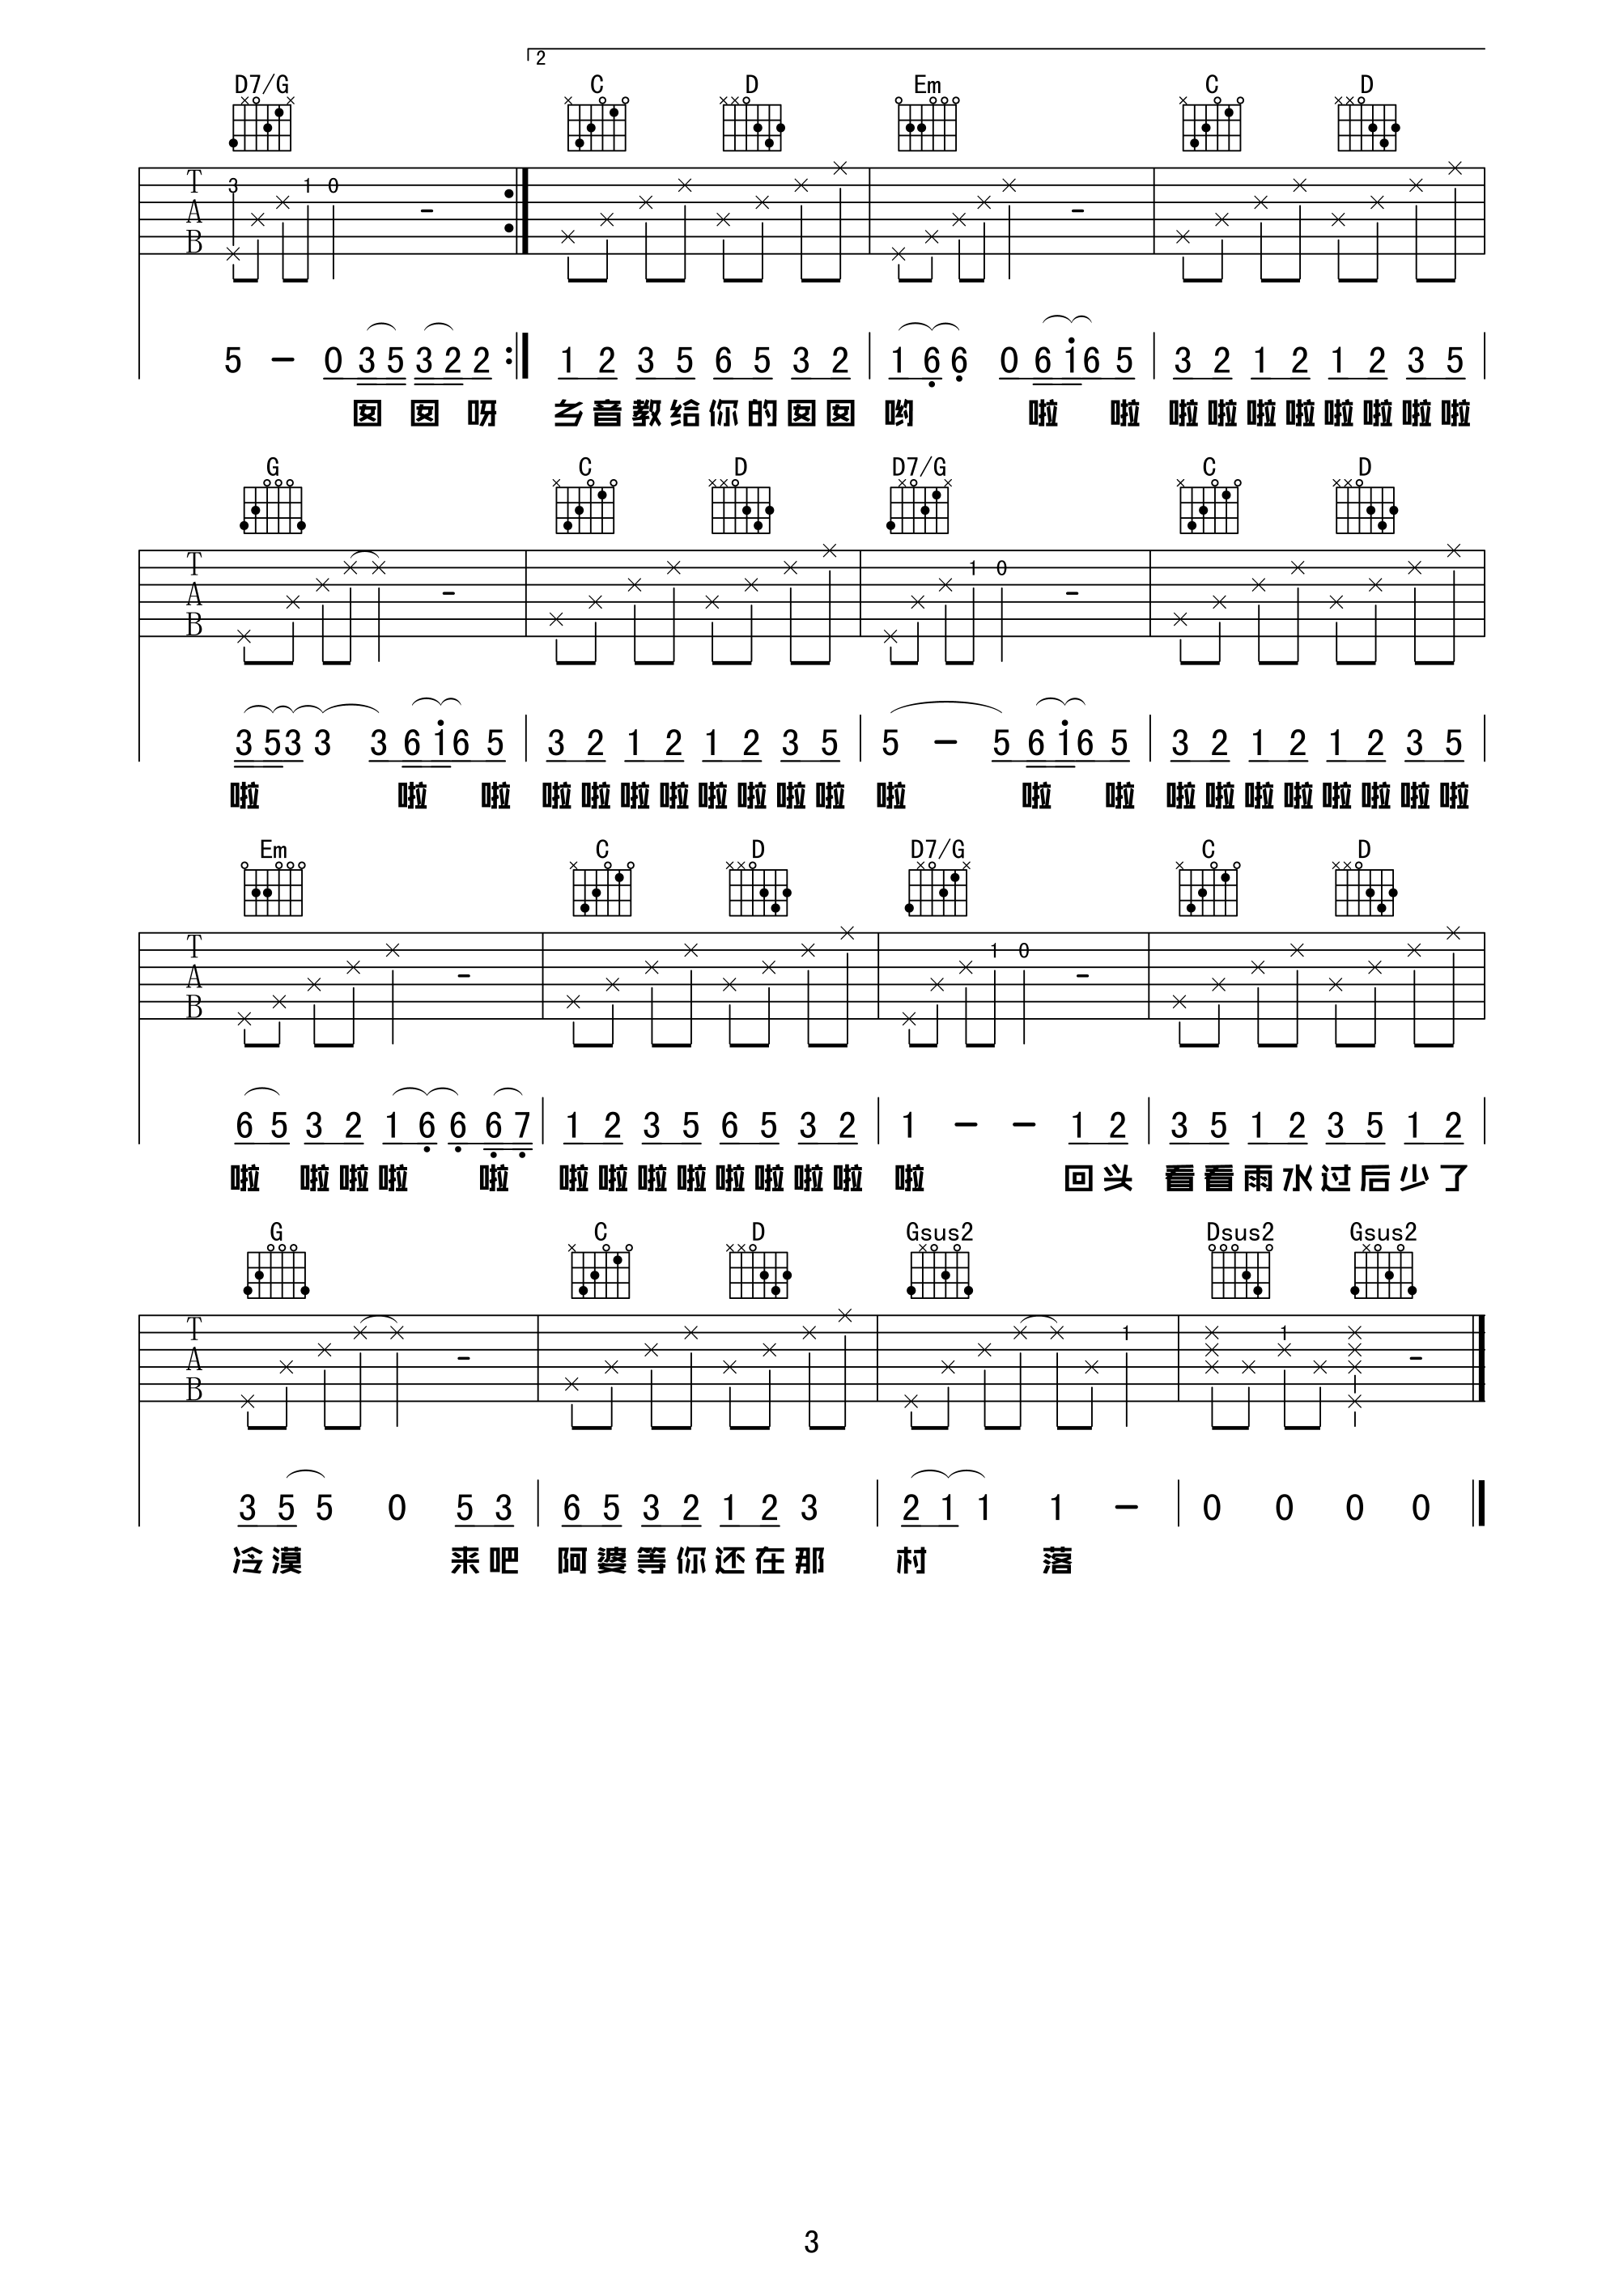 2
D7/G C D Em C D
T 3 1 0
A
B
5 - 0 3 5 3 2 2 : 1 2 3 5 6 5 3 2 1 6 6 0 6 1 6 5 3 2 1 2 1 2 3 5
囡 囡 呀 乡 音 教 给 你 的 囡 囡 哟 啦 啦 啦 啦 啦 啦 啦 啦 啦 啦
G C D D7/G C D
T 1 0
A
B
3 5 3 3 3 6 1 6 5 3 2 1 2 1 2 3 5 5 - 5 6 1 6 5 3 2 1 2 1 2 3 5
啦 啦 啦 啦 啦 啦 啦 啦 啦 啦 啦 啦 啦 啦 啦 啦 啦 啦 啦 啦 啦 啦
Em C D D7/G C D
T 1 0
A
B
6 5 3 2 1 6 6 6 7 1 2 3 5 6 5 3 2 1 - - 1 2 3 5 1 2 3 5 1 2
啦 啦 啦 啦 啦 啦 啦 啦 啦 啦 啦 啦 啦 啦 回 头 看 看 雨 水 过 后 少 了
G C D Gsus2 Dsus2 Gsus2
T 1 1
A
B
3 5 5 0 5 3 6 5 3 2 1 2 3 2 1 1 1 - 0 0 0 0
冷 漠 来 吧 阿 婆 等 你 还 在 那 村 落
3